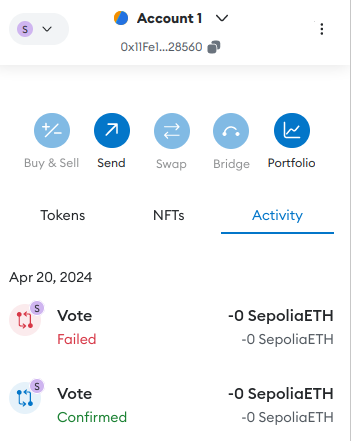 S
Account 1
0x11Fe1...28560
Buy & Sell
Send
Swap
Bridge
Portfolio
Tokens
NFTs
Activity
Apr 20, 2024
S
Vote
-0 SepoliaETH
Failed
-0 SepoliaETH
S
Vote
-0 SepoliaETH
Confirmed
-0 SepoliaETH